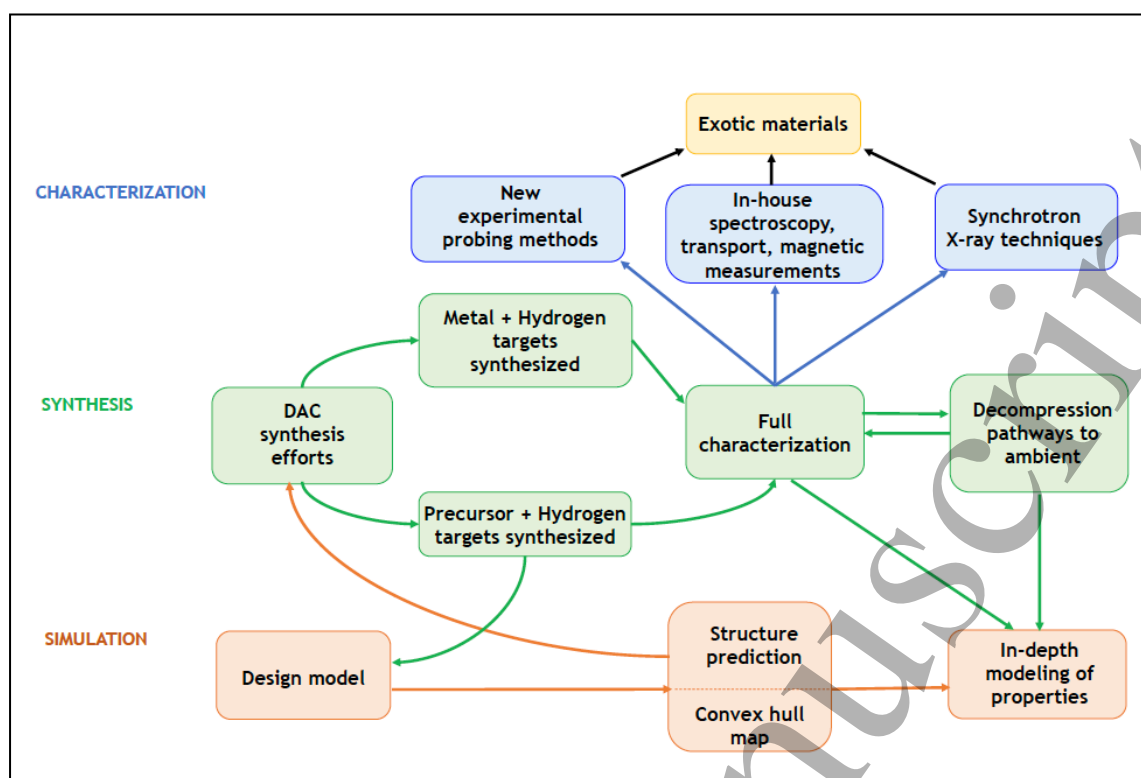 Exotic materials
CHARACTERIZATION
New
experimental
probing methods
In-house
spectroscopy,
transport, magnetic
measurements
Synchrotron
X-ray techniques
Metal + Hydrogen
targets
synthesized
SYNTHESIS
DAC
synthesis
efforts
Full
characterization
Decompression
pathways to
ambient
Precursor + Hydrogen
targets synthesized
SIMULATION
Design model
Structure
prediction
Convex hull
map
In-depth
modeling of
properties
nuscrip